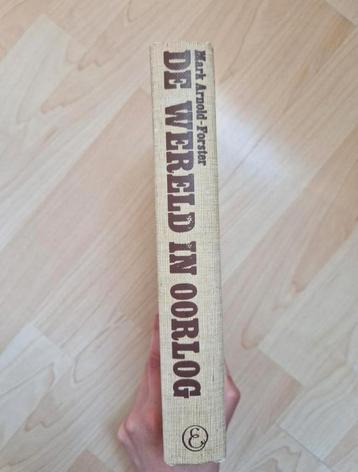 Mark Arnold-Forster
DE WERELD IN OORLOG
E